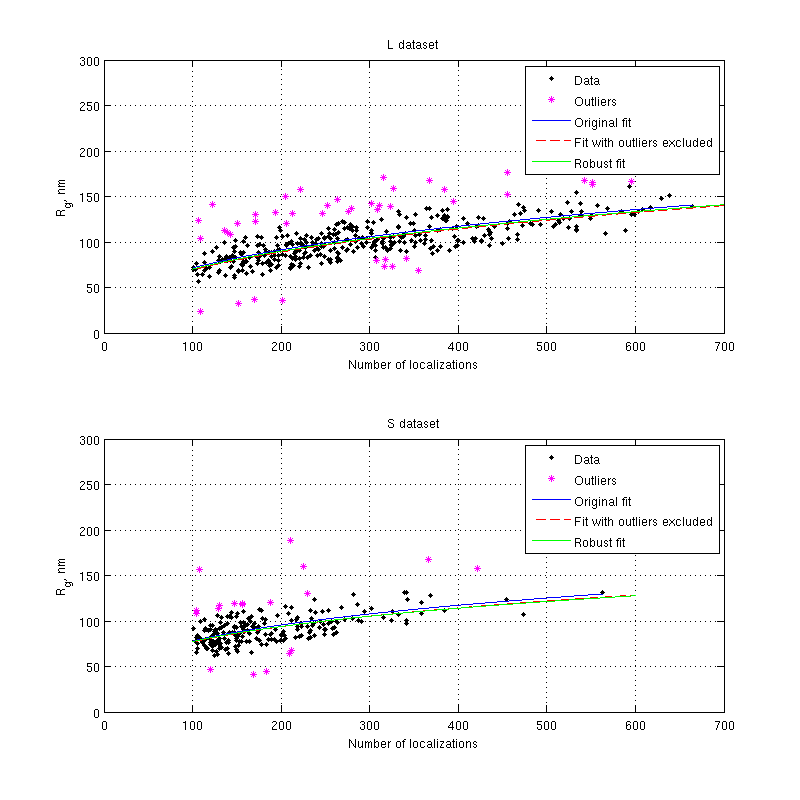 L dataset
300
250
200
150
100
50
0
R_g, nm
Data
Outliers
Original fit
Fit with outliers excluded
Robust fit
0 100 200 300 400 500 600 700
Number of localizations
S dataset
300
250
200
150
100
50
0
R_g, nm
Data
Outliers
Original fit
Fit with outliers excluded
Robust fit
0 100 200 300 400 500 600 700
Number of localizations